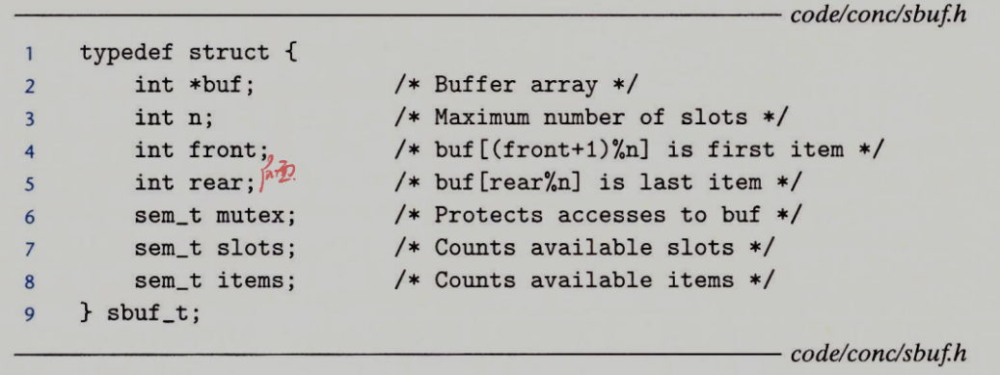 code/conc/sbuf.h
1 typedef struct {
2 int *buf; /* Buffer array */
3 int n; /* Maximum number of slots */
4 int front; /* buf[(front+1)%n] is first item */
5 int rear; /* buf[rear%n] is last item */
6 sem_t mutex; /* Protects accesses to buf */
7 sem_t slots; /* Counts available slots */
8 sem_t items; /* Counts available items */
9 } sbuf_t;
code/conc/sbuf.h